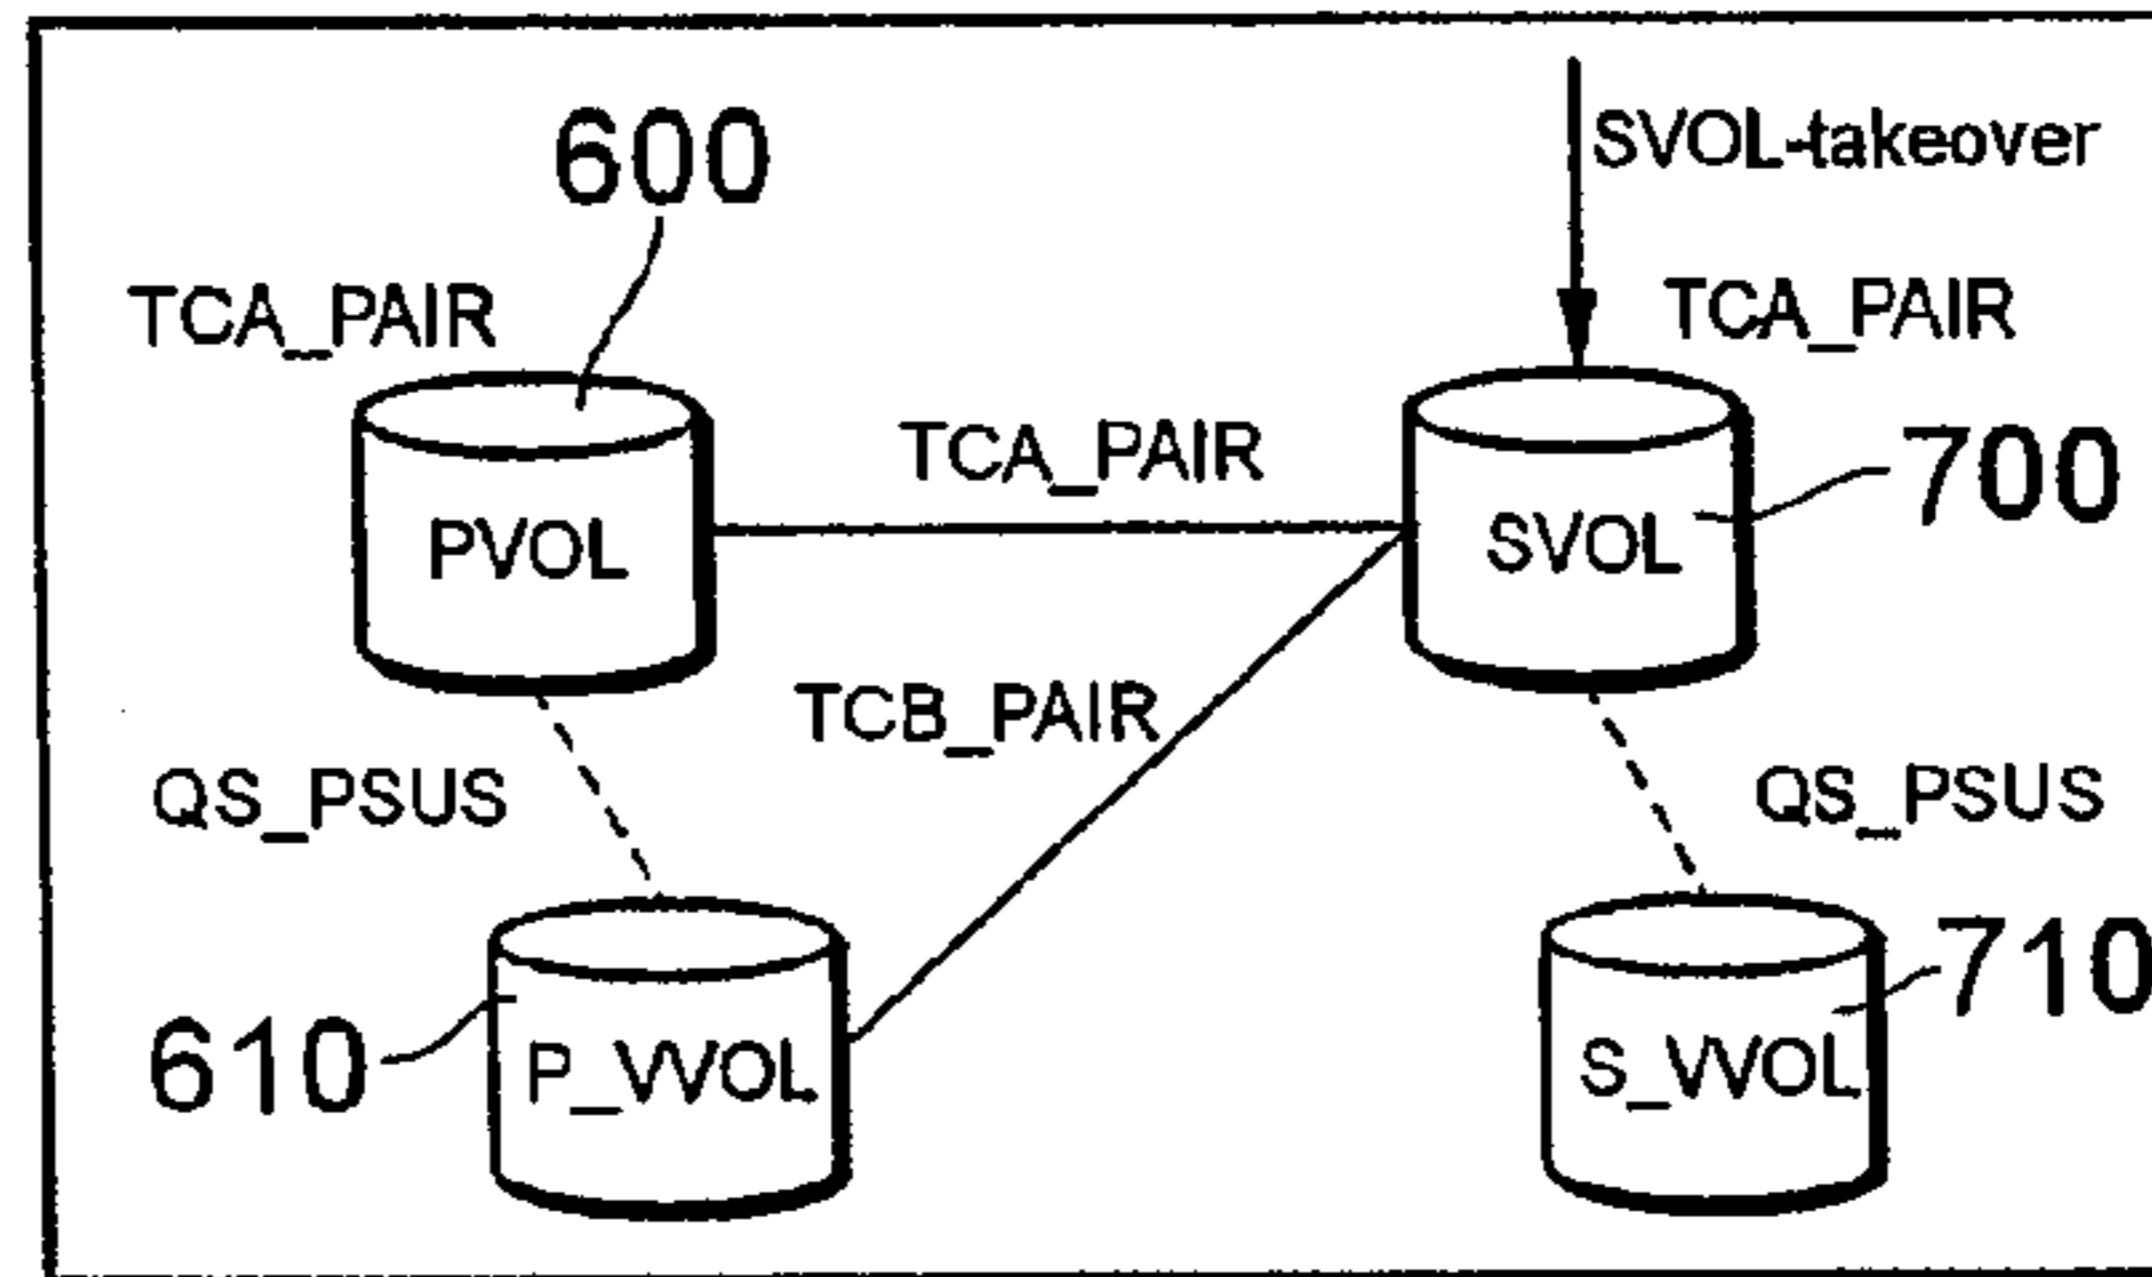 600
SVOL-takeover
TCA_PAIR
TCA_PAIR
TCA_PAIR
700
PVOL
SVOL
TCB_PAIR
QS_PSUS
QS_PSUS
710
610
P_VVOL
S_VVOL